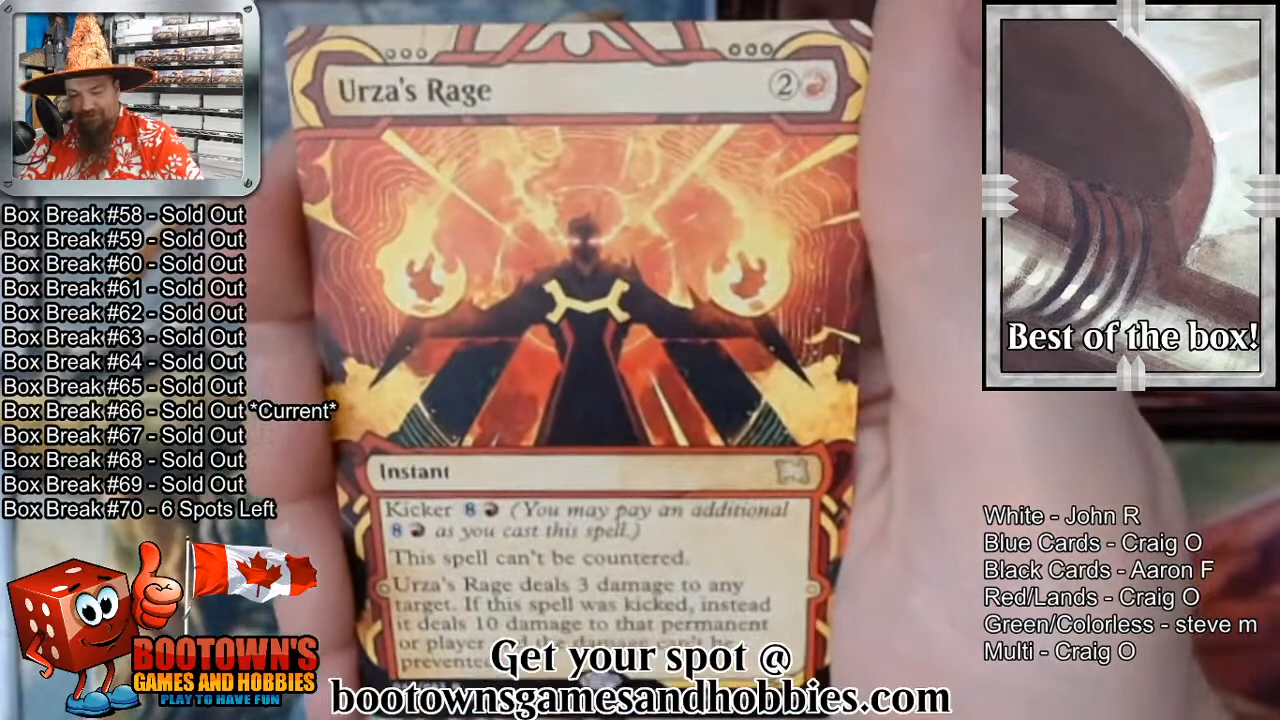 Urza's Rage 2
Instant
Kicker 8 (You may pay an additional
8 as you cast this spell.)
This spell can't be countered.
Urza's Rage deals 3 damage to any
target. If this spell was kicked, instead
it deals 10 damage to that permanent
or player and the damage can't be
prevented
Box Break #58 - Sold Out
Box Break #59 - Sold Out
Box Break #60 - Sold Out
Box Break #61 - Sold Out
Box Break #62 - Sold Out
Box Break #63 - Sold Out
Box Break #64 - Sold Out
Box Break #65 - Sold Out
Box Break #66 - Sold Out *Current*
Box Break #67 - Sold Out
Box Break #68 - Sold Out
Box Break #69 - Sold Out
Box Break #70 - 6 Spots Left
BOOTOWN'S
GAMES AND HOBBIES
PLAY TO HAVE FUN
Best of the box!
White - John R
Blue Cards - Craig O
Black Cards - Aaron F
Red/Lands - Craig O
Green/Colorless - steve m
Multi - Craig O
Get your spot @
bootownsgamesandhobbies.com